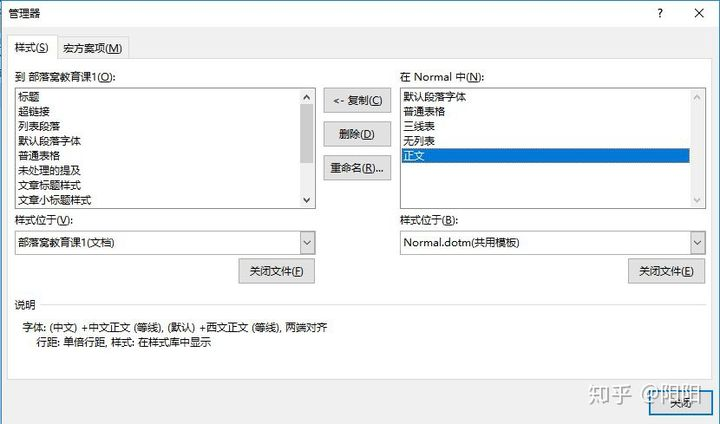 管理器
样式(S)
宏方案项(M)
到 部落窝教育课1(O):
标题
超链接
列表段落
默认段落字体
普通表格
未处理的提及
文章标题样式
文章小标题样式
<- 复制(C)
删除(D)
重命名(R)...
在 Normal 中(N):
默认段落字体
普通表格
三线表
无列表
正文
样式位于(V):
部落窝教育课1(文档)
关闭文件(F)
样式位于(B):
Normal.dotm(共用模板)
关闭文件(E)
说明
字体: (中文) +中文正文 (等线), (默认) +西文正文 (等线), 两端对齐
行距: 单倍行距, 样式: 在样式库中显示
关闭
知乎 @阳阳